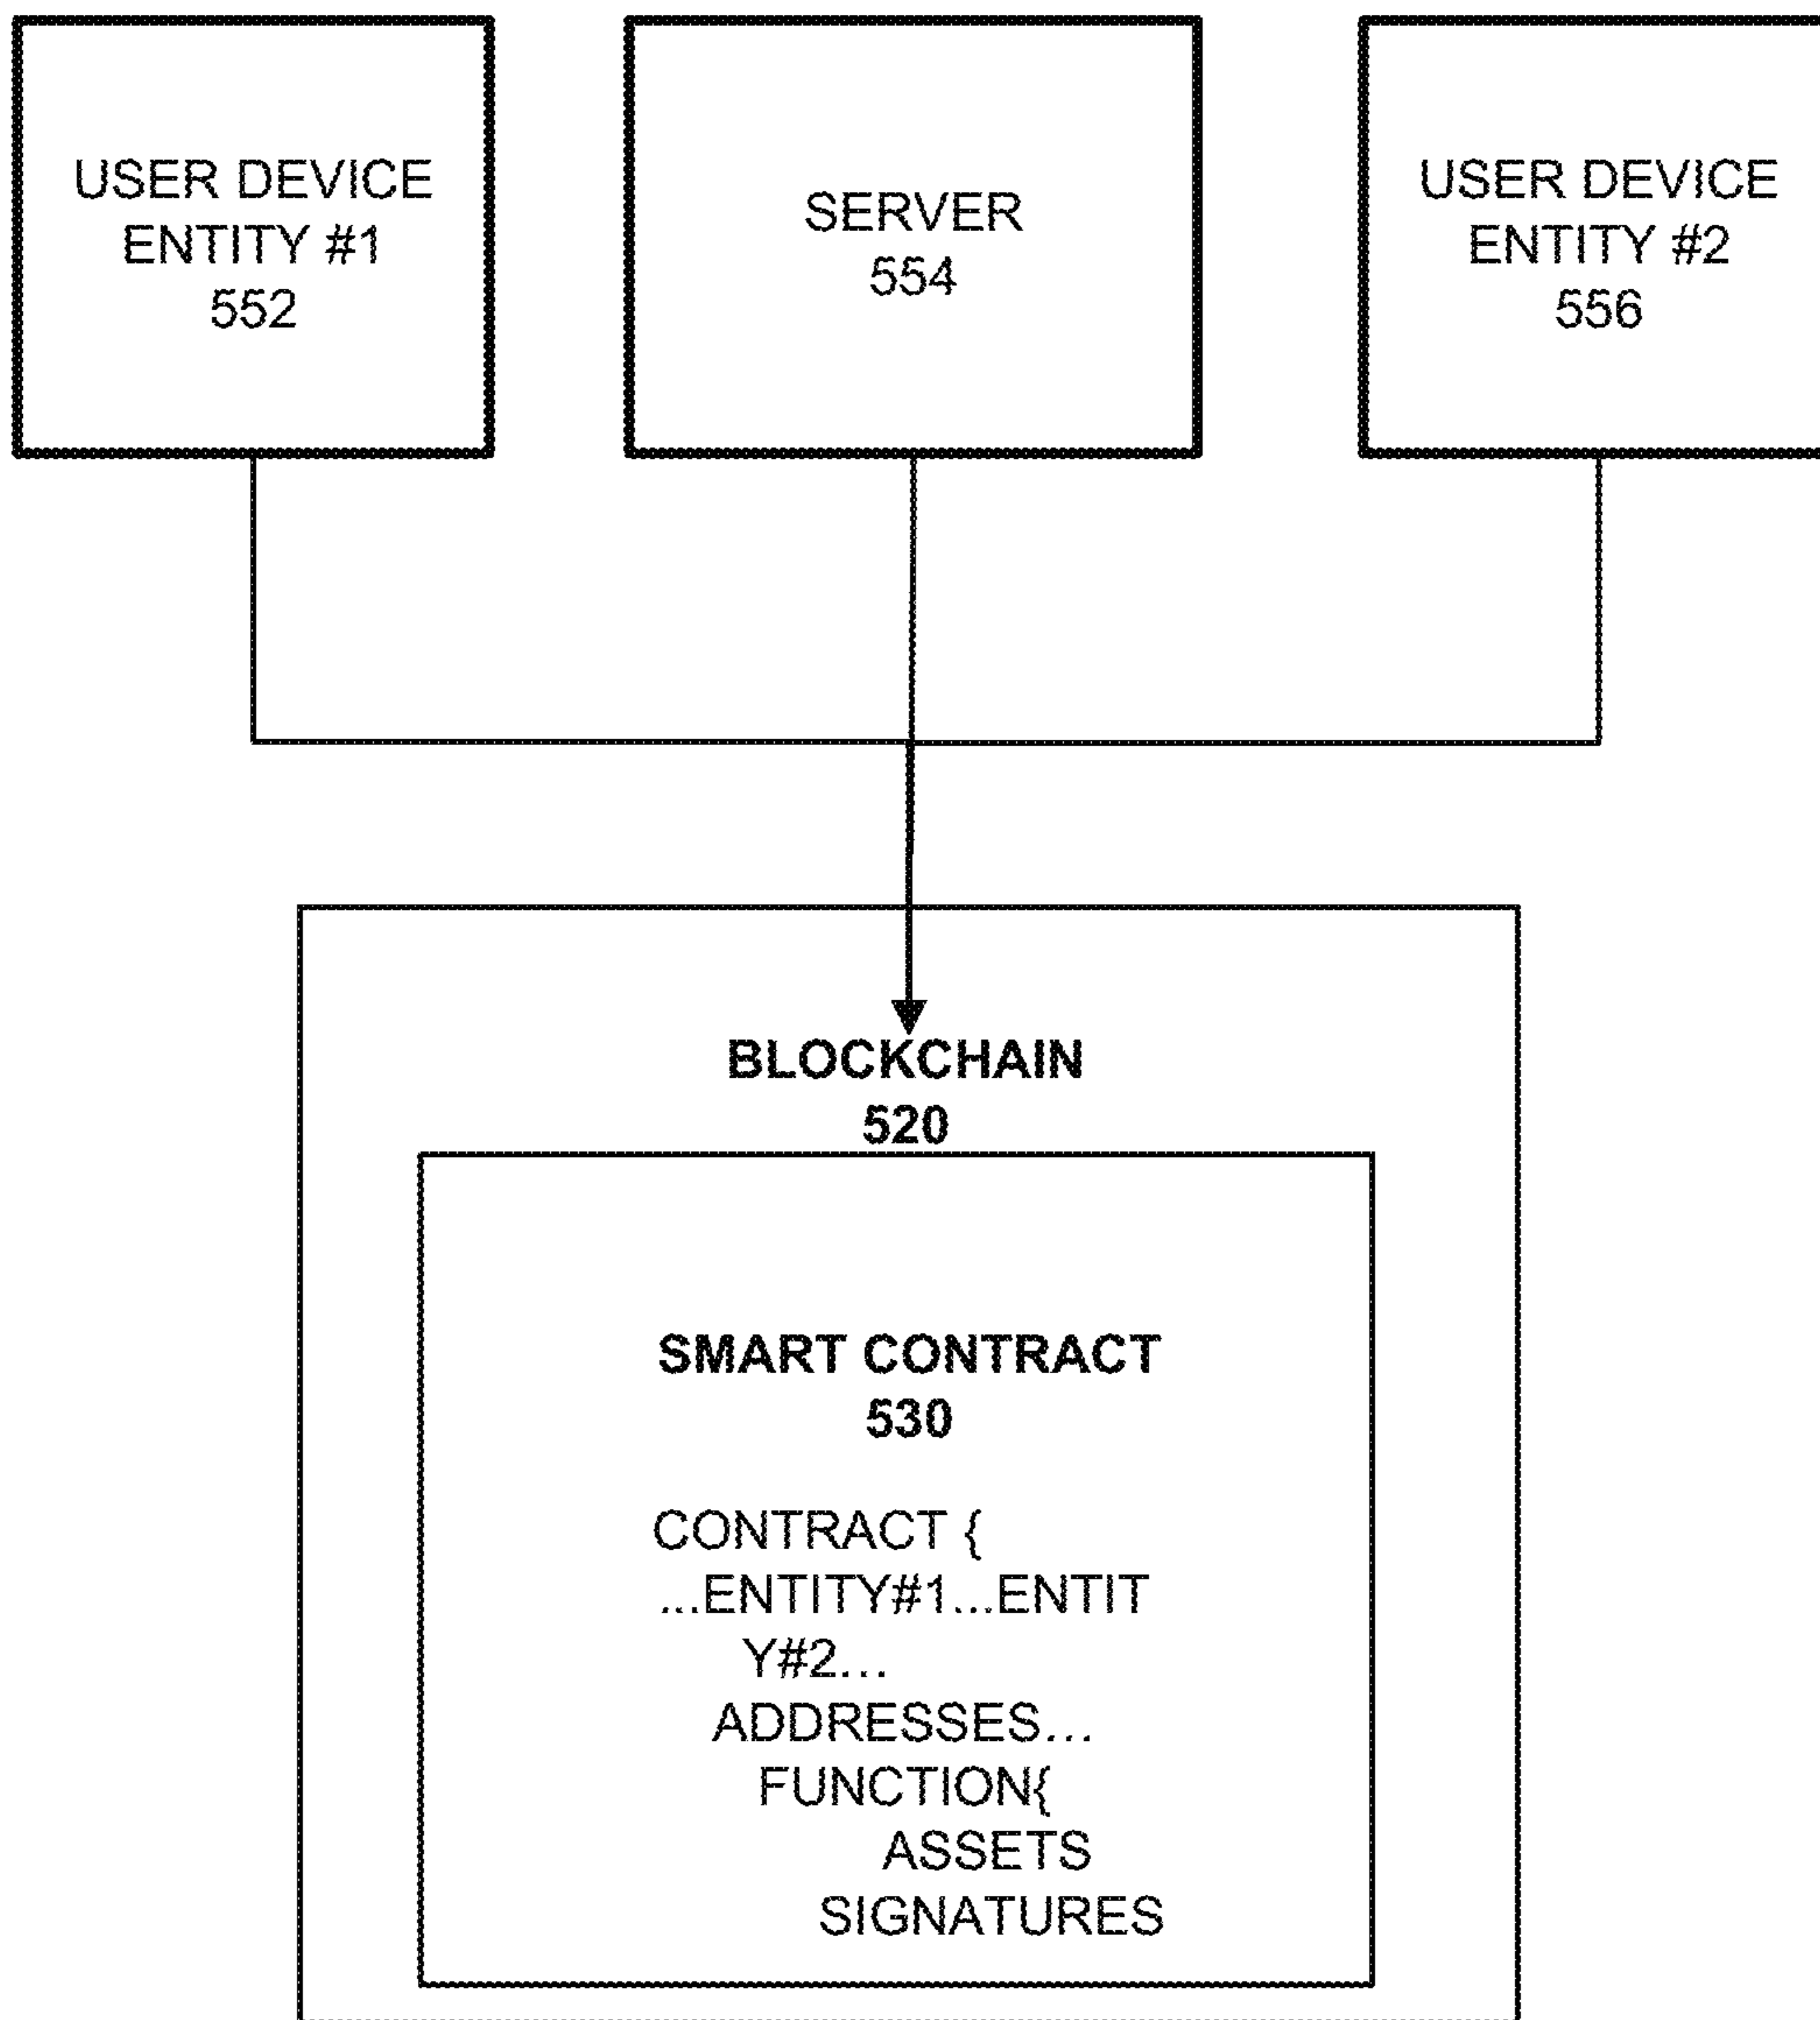 USER DEVICE
ENTITY #1
552
SERVER
554
USER DEVICE
ENTITY #2
556
BLOCKCHAIN
520
SMART CONTRACT
530
CONTRACT {
...ENTITY#1...ENTIT
Y#2...
ADDRESSES...
FUNCTION{
ASSETS
SIGNATURES